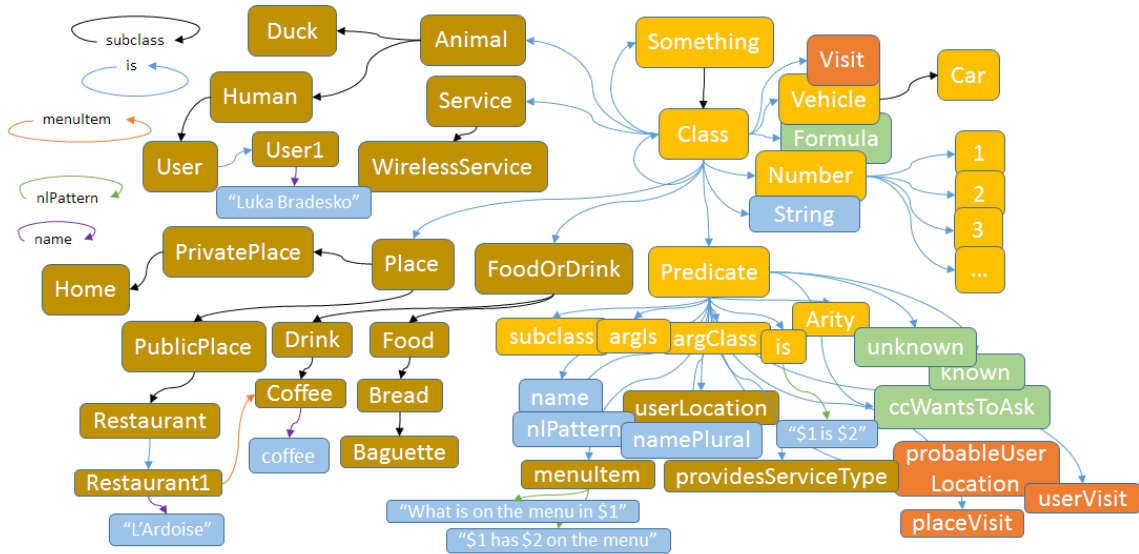 subclass
is
menuItem
nlPattern
name
Duck
Animal
Something
Visit
Car
Human
Service
Vehicle
Class
Formula
User
User1
WirelessService
Number
1
"Luka Bradesko"
String
2
3
...
PrivatePlace
Place
FoodOrDrink
Predicate
Home
PublicPlace
Drink
Food
subclass
argIs
argClass
is
Arity
unknown
known
Coffee
Bread
name
userLocation
ccWantsToAsk
Restaurant
nlPattern
namePlural
"$1 is $2"
coffee
Baguette
probableUser
Location
Restaurant1
menuItem
providesServiceType
userVisit
"L'Ardoise"
"What is on the menu in $1"
placeVisit
"$1 has $2 on the menu"